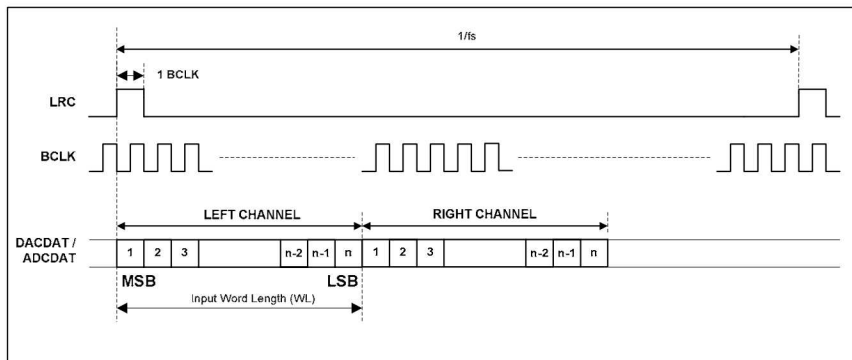 1/fs
1 BCLK
LRC
BCLK
LEFT CHANNEL RIGHT CHANNEL
DACDAT /
ADCDAT
1 2 3 n-2 n-1 n 1 2 3 n-2 n-1 n
MSB LSB
Input Word Length (WL)